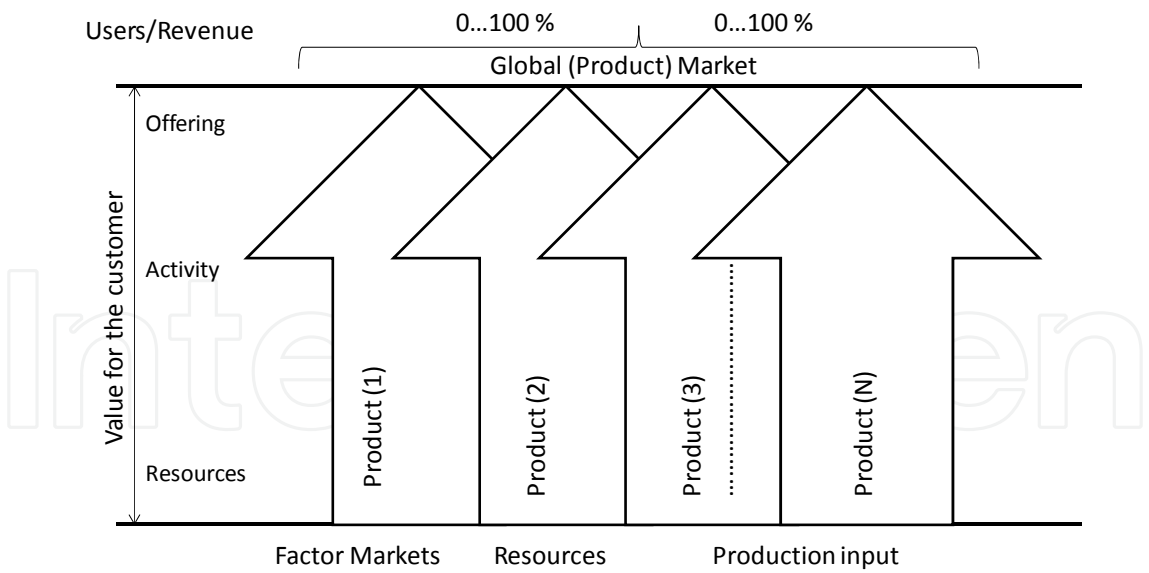 Users/Revenue
0...100 % 0...100 %
Global (Product) Market
Offering
Activity
Resources
Value for the customer
Product (1)
Product (2)
Product (3)
Product (N)
Factor Markets Resources Production input